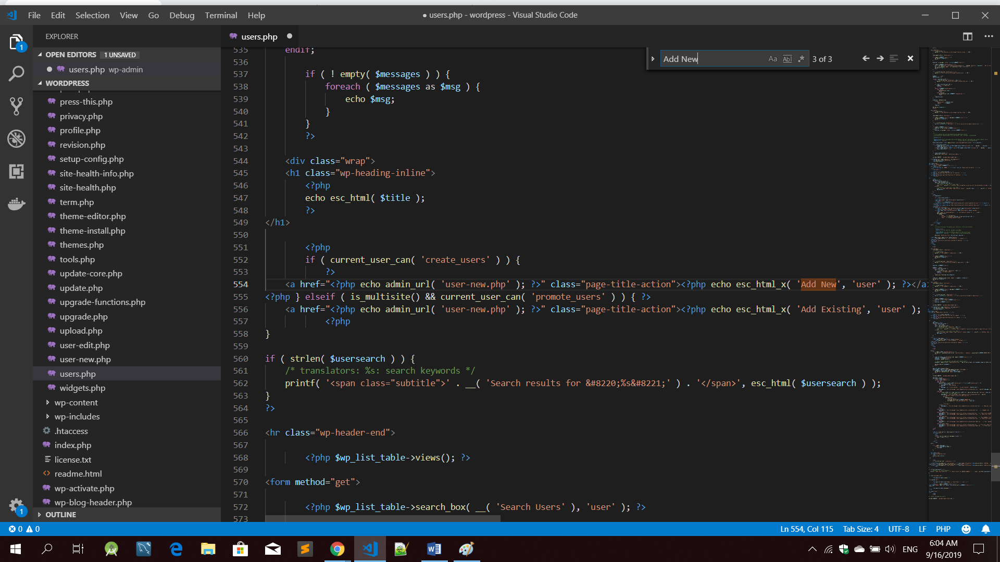 File Edit Selection View Go Debug Terminal Help
● users.php - wordpress - Visual Studio Code
EXPLORER
OPEN EDITORS 1 UNSAVED
users.php wp-admin
WORDPRESS
press-this.php
privacy.php
profile.php
revision.php
setup-config.php
site-health-info.php
site-health.php
term.php
theme-editor.php
theme-install.php
themes.php
tools.php
update-core.php
update.php
upgrade-functions.php
upgrade.php
upload.php
user-edit.php
user-new.php
users.php
widgets.php
wp-content
wp-includes
.htaccess
index.php
license.txt
readme.html
wp-activate.php
wp-blog-header.php
OUTLINE
1
1
users.php
Add New Aa Abl .* 3 of 3
535 endif;
536
537 if ( ! empty( $messages ) ) {
538 foreach ( $messages as $msg ) {
539 echo $msg;
540 }
541 }
542 ?>
543
544 <div class="wrap">
545 <h1 class="wp-heading-inline">
546 <?php
547 echo esc_html( $title );
548 ?>
549 </h1>
550
551 <?php
552 if ( current_user_can( 'create_users' ) ) {
553 ?>
554 <a href="<?php echo admin_url( 'user-new.php' ); ?>" class="page-title-action"><?php echo esc_html_x( 'Add New', 'user' ); ?></a>
555 <?php } elseif ( is_multisite() && current_user_can( 'promote_users' ) ) { ?>
556 <a href="<?php echo admin_url( 'user-new.php' ); ?>" class="page-title-action"><?php echo esc_html_x( 'Add Existing', 'user' );
557 <?php
558 }
559
560 if ( strlen( $usersearch ) ) {
561 /* translators: %s: search keywords */
562 printf( '<span class="subtitle">' . __( 'Search results for &#8220;%s&#8221;' ) . '</span>', esc_html( $usersearch ) );
563 }
564 ?>
565
566 <hr class="wp-header-end">
567
568 <?php $wp_list_table->views(); ?>
569
570 <form method="get">
571
572 <?php $wp_list_table->search_box( __( 'Search Users' ), 'user' ); ?>
573
0 0
Ln 554, Col 115 Tab Size: 4 UTF-8 LF PHP
ENG
6:04 AM
9/16/2019